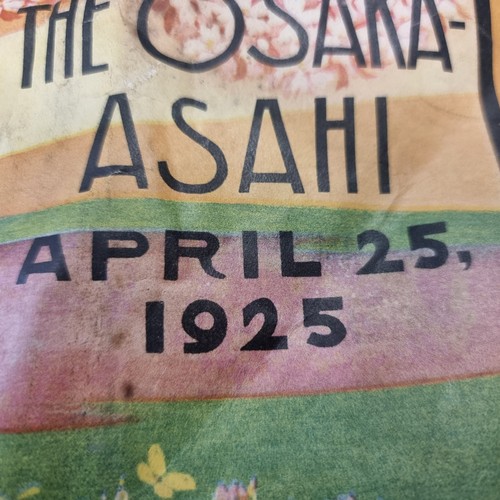 THE OSAKA-
ASAHI
APRIL 25,
1925